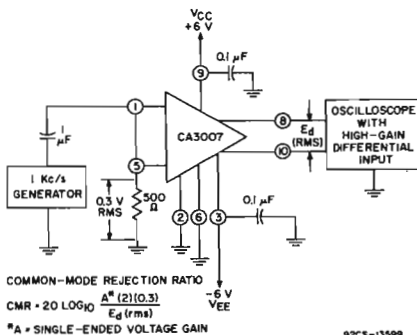 VCC
+6 V
0.1 µF
9
1
1
µF
CA3007
8
Ed
(RMS)
10
OSCILLOSCOPE
WITH
HIGH-GAIN
DIFFERENTIAL
INPUT
1 Kc/s
GENERATOR
5
0.3 V
RMS
500
Ω
2
6
3
0.1 µF
-6 V
VEE
COMMON-MODE REJECTION RATIO
CMR = 20 LOG10 A* (2)(0.3) / Ed (rms)
*A = SINGLE-ENDED VOLTAGE GAIN
92CS-13599